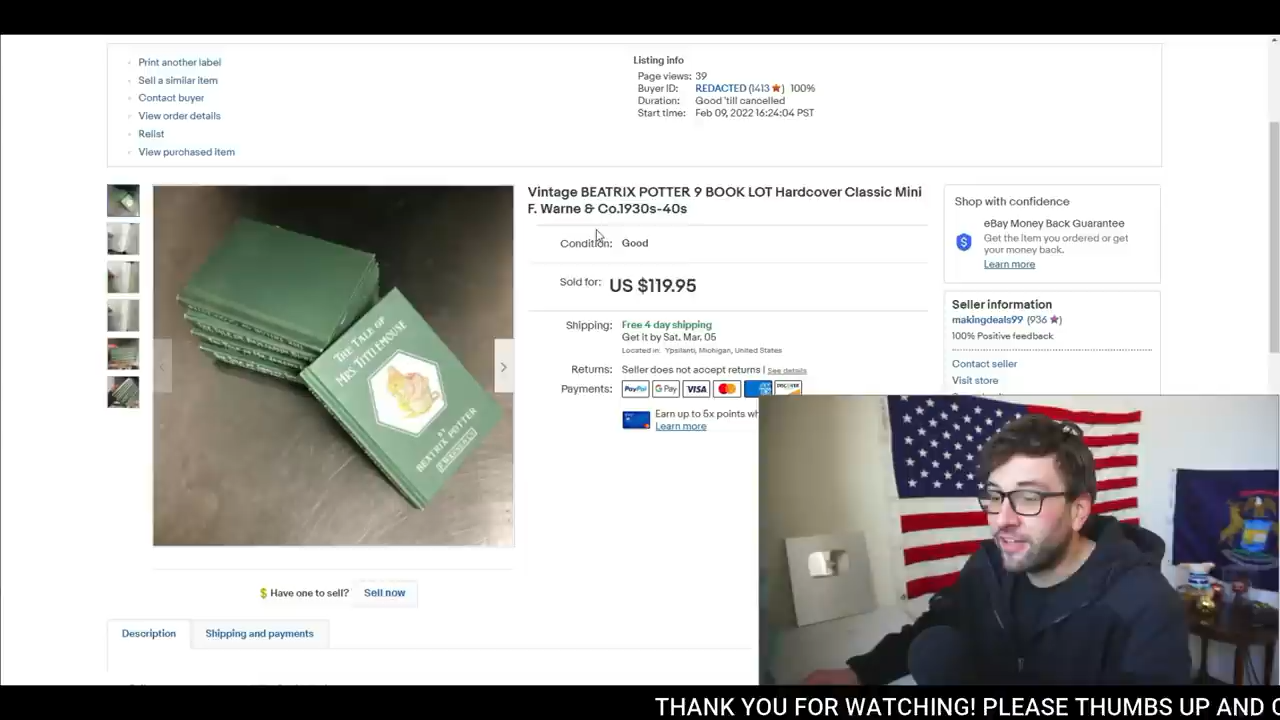 Print another label
Sell a similar item
Contact buyer
View order details
Relist
View purchased item
Listing info
Page views: 39
Buyer ID: REDACTED (1413 ) 100%
Duration: Good 'till cancelled
Start time: Feb 09, 2022 16:24:04 PST
Vintage BEATRIX POTTER 9 BOOK LOT Hardcover Classic Mini
F. Warne & Co.1930s-40s
Condition: Good
Sold for: US $119.95
Shipping: Free 4 day shipping
Get it by Sat. Mar. 05
Located in: Ypsilanti, Michigan, United States
Returns: Seller does not accept returns | See details
Payments: PayPal G Pay VISA DISCOVER
Earn up to 5x points wh
Learn more
Shop with confidence
eBay Money Back Guarantee
Get the item you ordered or get
your money back.
Learn more
Seller information
makingdeals99 (936 )
100% Positive feedback
Contact seller
Visit store
THE TALE OF
MRS. TITTLEMOUSE
BY
BEATRIX POTTER
$ Have one to sell? Sell now
Description
Shipping and payments
THANK YOU FOR WATCHING! PLEASE THUMBS UP AND